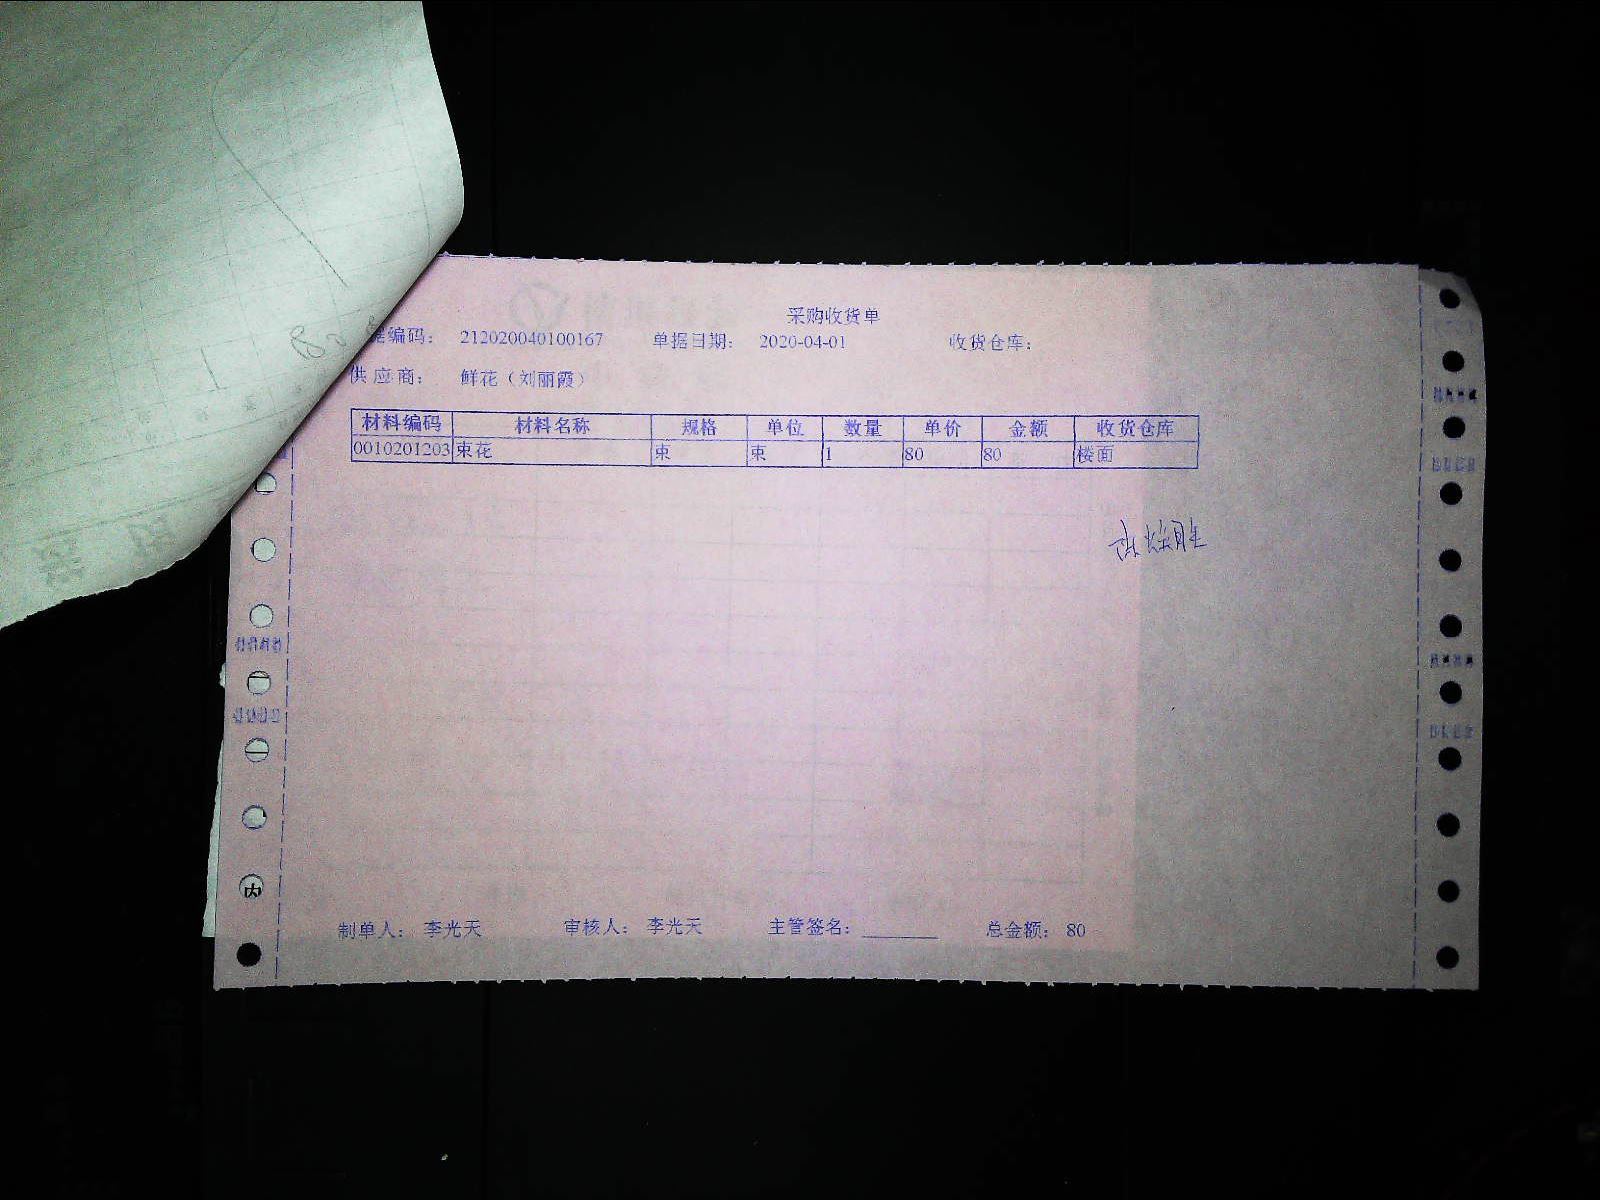 采购收货单
据编码： 212020040100167 单据日期： 2020-04-01 收货仓库：
供应商： 鲜花（刘丽霞）
材料编码 材料名称 规格 单位 数量 单价 金额 收货仓库
0010201203 束花 束 束 1 80 80 楼面
制单人： 李光天 审核人： 李光天 主管签名： 总金额： 80
内